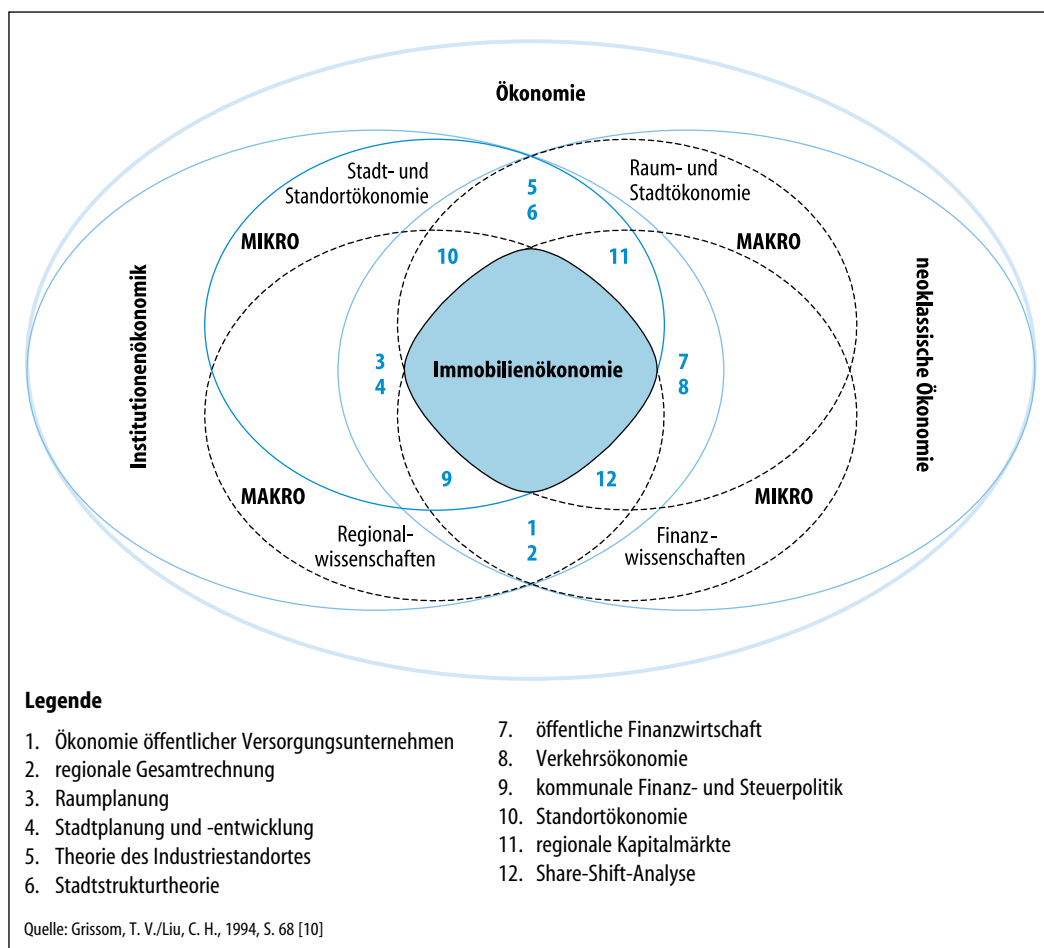 Ökonomie
Stadt- und
Standortökonomie
Raum- und
Stadtökonomie
5
6
MIKRO
MAKRO
10
11
Institutionenökonomik
neoklassische Ökonomie
3
4
Immobilienökonomie
7
8
9
12
MAKRO
MIKRO
Regional-
wissenschaften
1
2
Finanz-
wissenschaften
Legende
1. Ökonomie öffentlicher Versorgungsunternehmen
2. regionale Gesamtrechnung
3. Raumplanung
4. Stadtplanung und -entwicklung
5. Theorie des Industriestandortes
6. Stadtstrukturtheorie
7. öffentliche Finanzwirtschaft
8. Verkehrsökonomie
9. kommunale Finanz- und Steuerpolitik
10. Standortökonomie
11. regionale Kapitalmärkte
12. Share-Shift-Analyse
Quelle: Grissom, T. V./Liu, C. H., 1994, S. 68 [10]